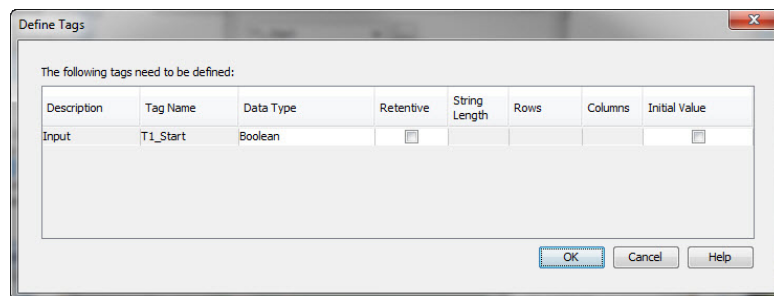 Define Tags
The following tags need to be defined:
Description Tag Name Data Type Retentive String Length Rows Columns Initial Value
Input T1_Start Boolean
OK Cancel Help